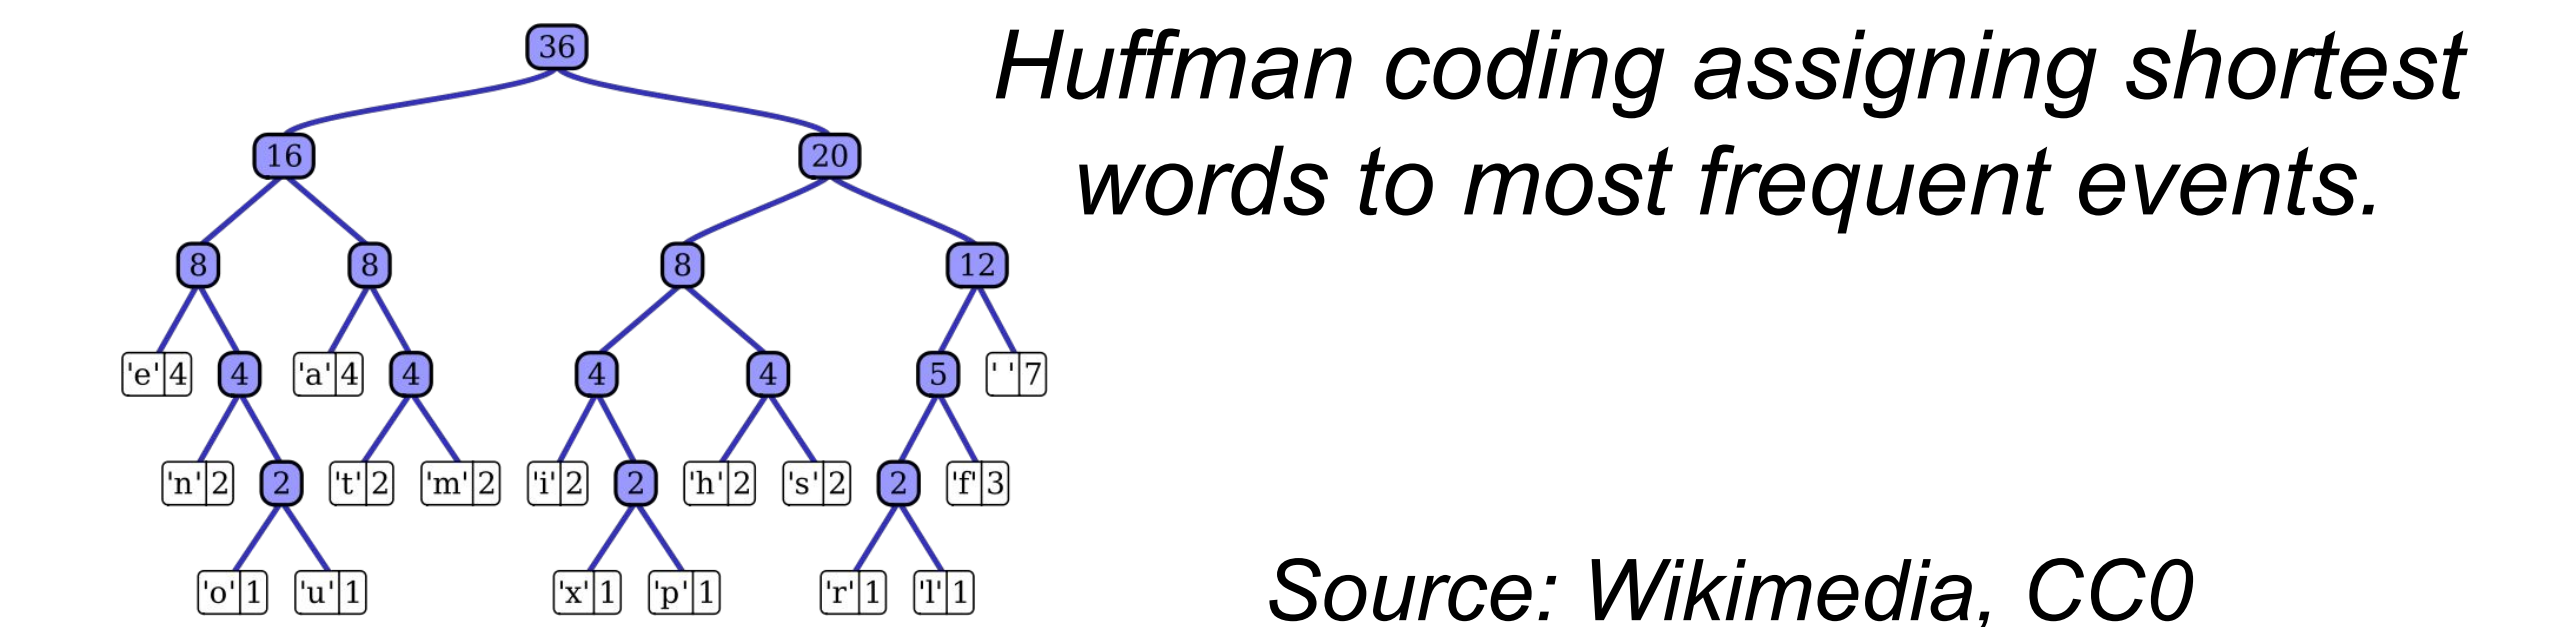 36
Huffman coding assigning shortest
words to most frequent events.
16 20
8 8 8 12
'e' 4 4 'a' 4 4 4 4 5 ' ' 7
'n' 2 2 't' 2 'm' 2 'i' 2 2 'h' 2 's' 2 2 'f' 3
'o' 1 'u' 1 'x' 1 'p' 1 'r' 1 'l' 1
Source: Wikimedia, CC0